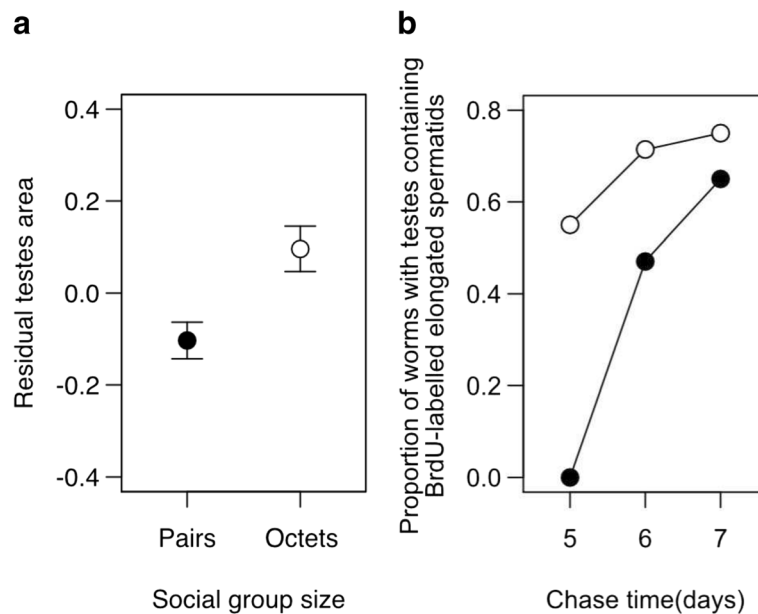 a
Residual testes area
0.4
0.2
0.0
-0.2
-0.4
Pairs Octets
Social group size
b
Proportion of worms with testes containing
BrdU-labelled elongated spermatids
0.8
0.6
0.4
0.2
0.0
5 6 7
Chase time(days)